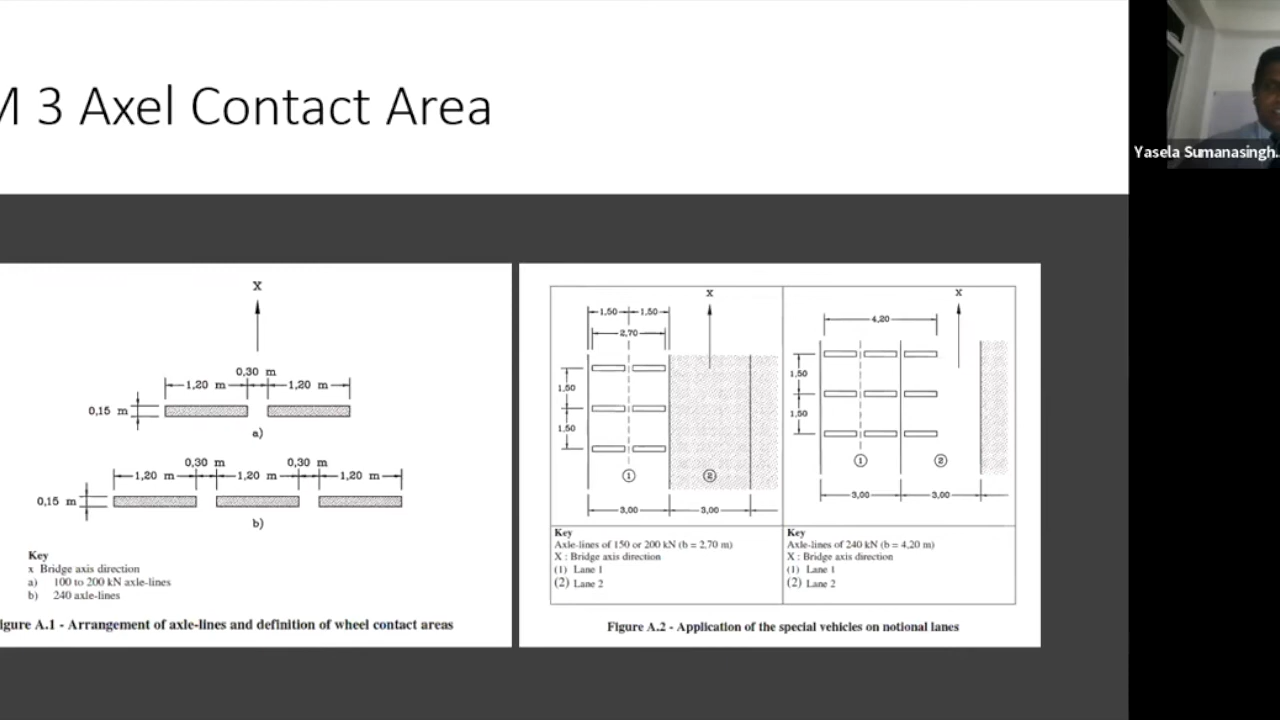 M 3 Axel Contact Area
Yasela Sumanasingh...
X
0,30 m
1,20 m
1,20 m
0,15 m
a)
0,30 m
0,30 m
1,20 m
1,20 m
1,20 m
0,15 m
b)
Key
x Bridge axis direction
a) 100 to 200 kN axle-lines
b) 240 axle-lines
igure A.1 - Arrangement of axle-lines and definition of wheel contact areas
X
1,50
1,50
2,70
1,50
1,50
1
2
3,00
3,00
Key
Axle-lines of 150 or 200 kN (b = 2,70 m)
X : Bridge axis direction
(1) Lane 1
(2) Lane 2
X
4,20
1,50
1,50
1
2
3,00
3,00
Key
Axle-lines of 240 kN (b = 4,20 m)
X : Bridge axis direction
(1) Lane 1
(2) Lane 2
Figure A.2 - Application of the special vehicles on notional lanes